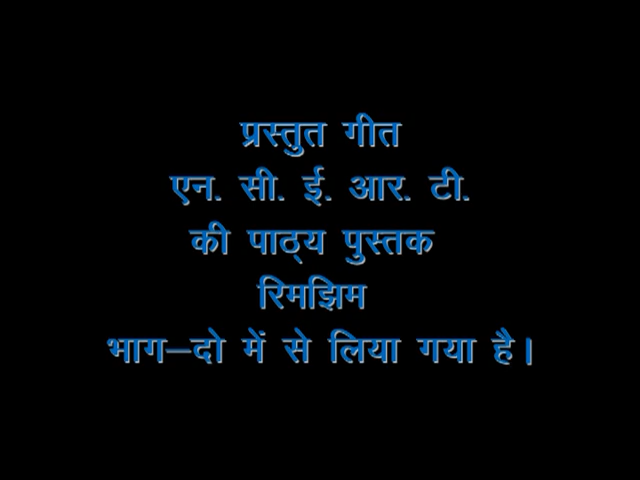 प्रस्तुत गीत
एन. सी. ई. आर. टी.
की पाठ्य पुस्तक
रिमझिम
भाग–दो में से लिया गया है।